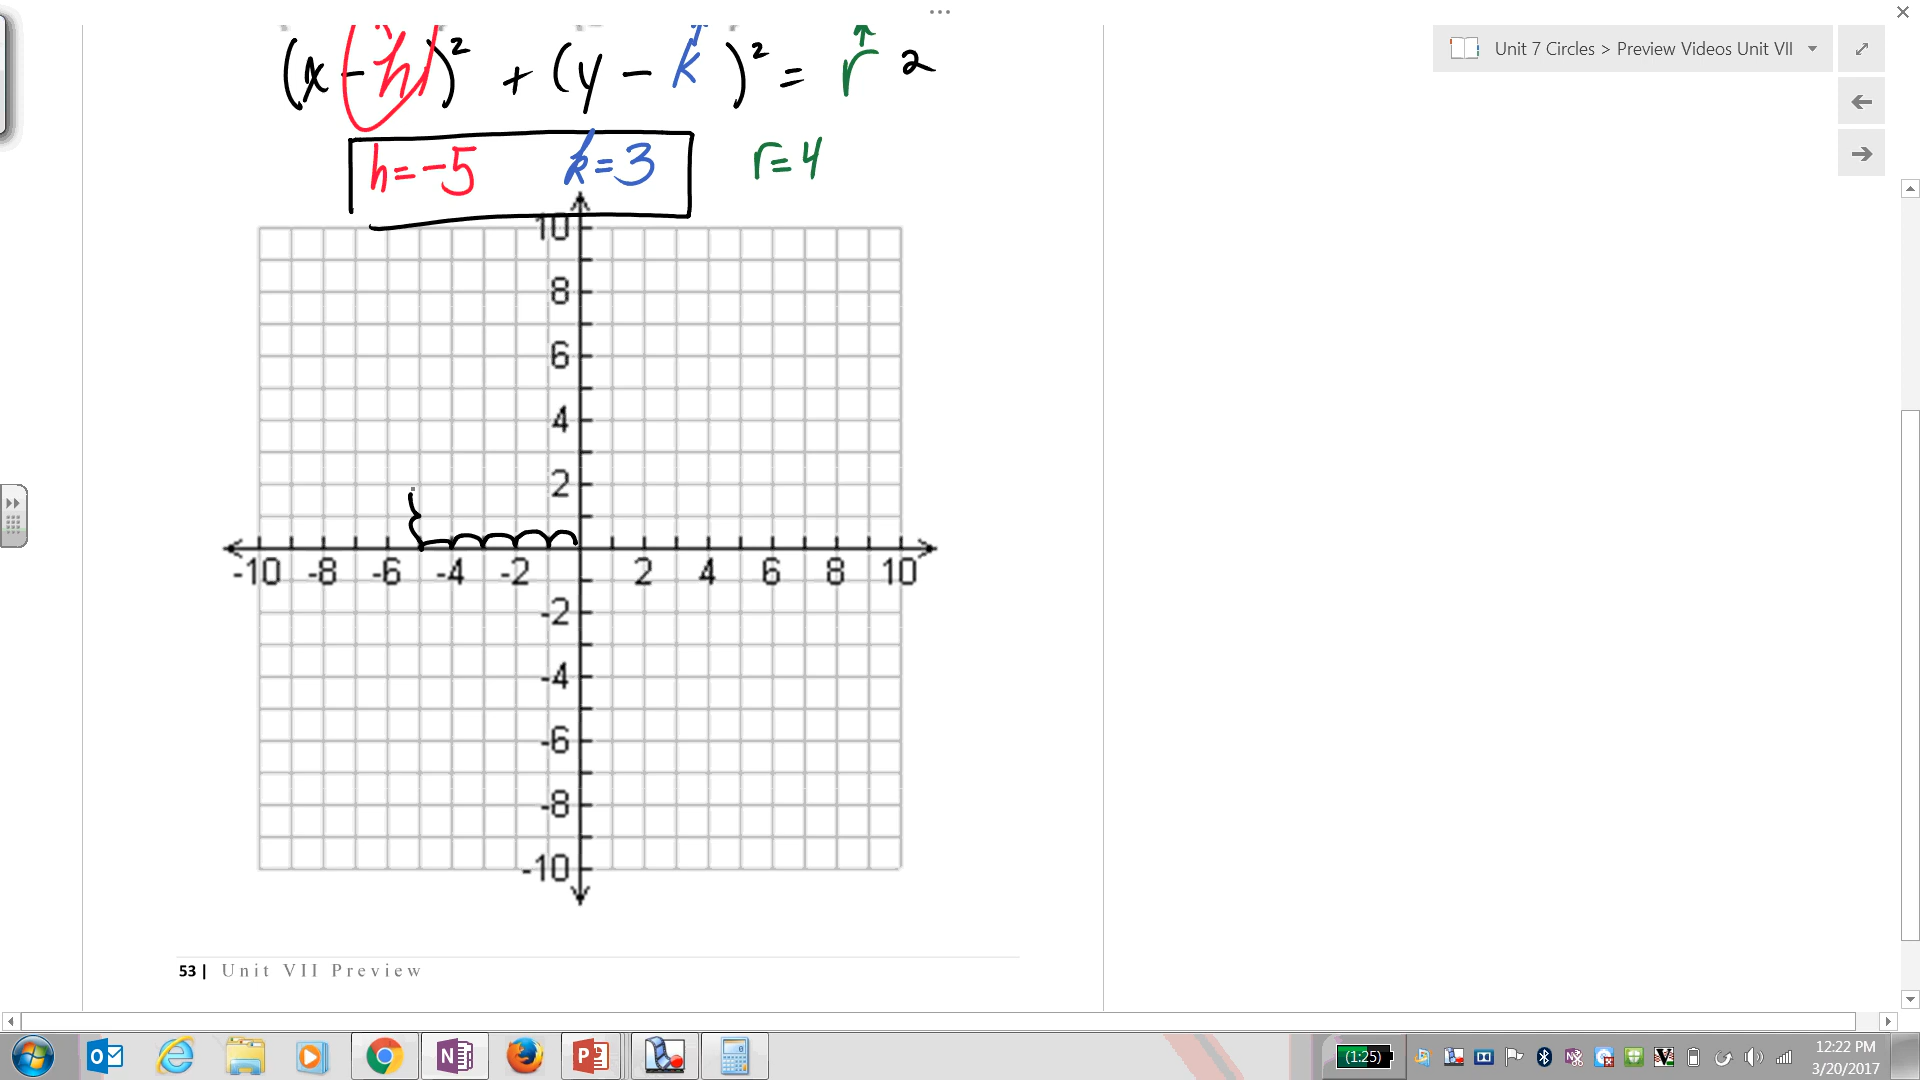 Unit 7 Circles > Preview Videos Unit VII
(x - h)² + (y - k)² = r 2
h = -5 k = 3 r = 4
10
8
6
4
2
-10 -8 -6 -4 -2 2 4 6 8 10
-2
-4
-6
-8
-10
53 | Unit VII Preview
(1:25)
12:22 PM
3/20/2017